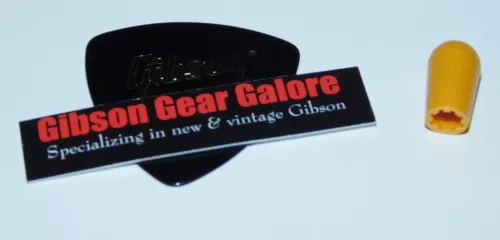 Gibson
Gibson Gear Galore
Specializing in new & vintage Gibson